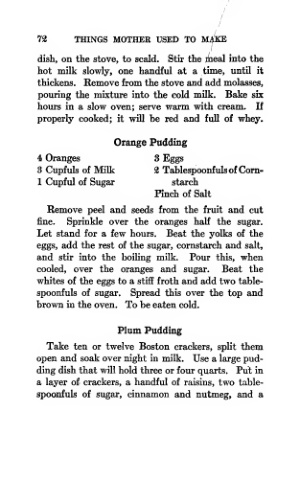 72 THINGS MOTHER USED TO MAKE
dish, on the stove, to scald. Stir the meal into the
hot milk slowly, one handful at a time, until it
thickens. Remove from the stove and add molasses,
pouring the mixture into the cold milk. Bake six
hours in a slow oven; serve warm with cream. If
properly cooked; it will be red and full of whey.
Orange Pudding
4 Oranges 3 Eggs
3 Cupfuls of Milk 2 Tablespoonfuls of Corn-
1 Cupful of Sugar starch
Pinch of Salt
Remove peel and seeds from the fruit and cut
fine. Sprinkle over the oranges half the sugar.
Let stand for a few hours. Beat the yolks of the
eggs, add the rest of the sugar, cornstarch and salt,
and stir into the boiling milk. Pour this, when
cooled, over the oranges and sugar. Beat the
whites of the eggs to a stiff froth and add two table-
spoonfuls of sugar. Spread this over the top and
brown in the oven. To be eaten cold.
Plum Pudding
Take ten or twelve Boston crackers, split them
open and soak over night in milk. Use a large pud-
ding dish that will hold three or four quarts. Put in
a layer of crackers, a handful of raisins, two table-
spoonfuls of sugar, cinnamon and nutmeg, and a